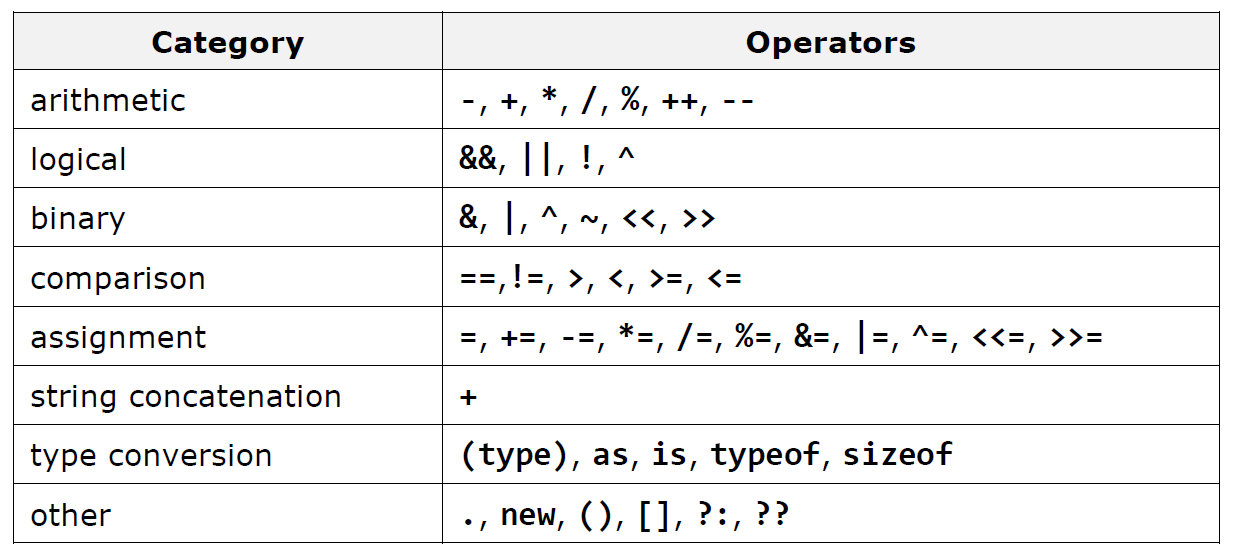 Category Operators
arithmetic -, +, *, /, %, ++, --
logical &&, ||, !, ^
binary &, |, ^, ~, <<, >>
comparison ==,!=, >, <, >=, <=
assignment =, +=, -=, *=, /=, %=, &=, |=, ^=, <<=, >>=
string concatenation +
type conversion (type), as, is, typeof, sizeof
other ., new, (), [], ?:, ??